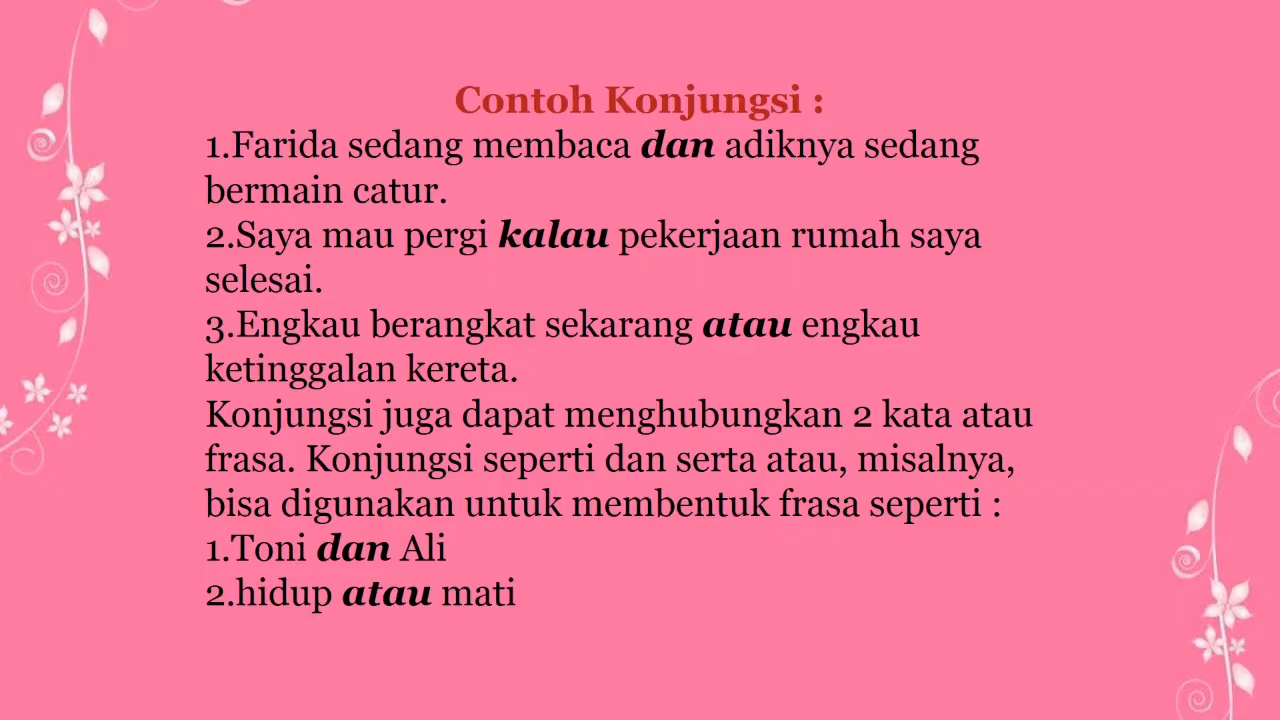 Contoh Konjungsi :
1.Farida sedang membaca dan adiknya sedang
bermain catur.
2.Saya mau pergi kalau pekerjaan rumah saya
selesai.
3.Engkau berangkat sekarang atau engkau
ketinggalan kereta.
Konjungsi juga dapat menghubungkan 2 kata atau
frasa. Konjungsi seperti dan serta atau, misalnya,
bisa digunakan untuk membentuk frasa seperti :
1.Toni dan Ali
2.hidup atau mati